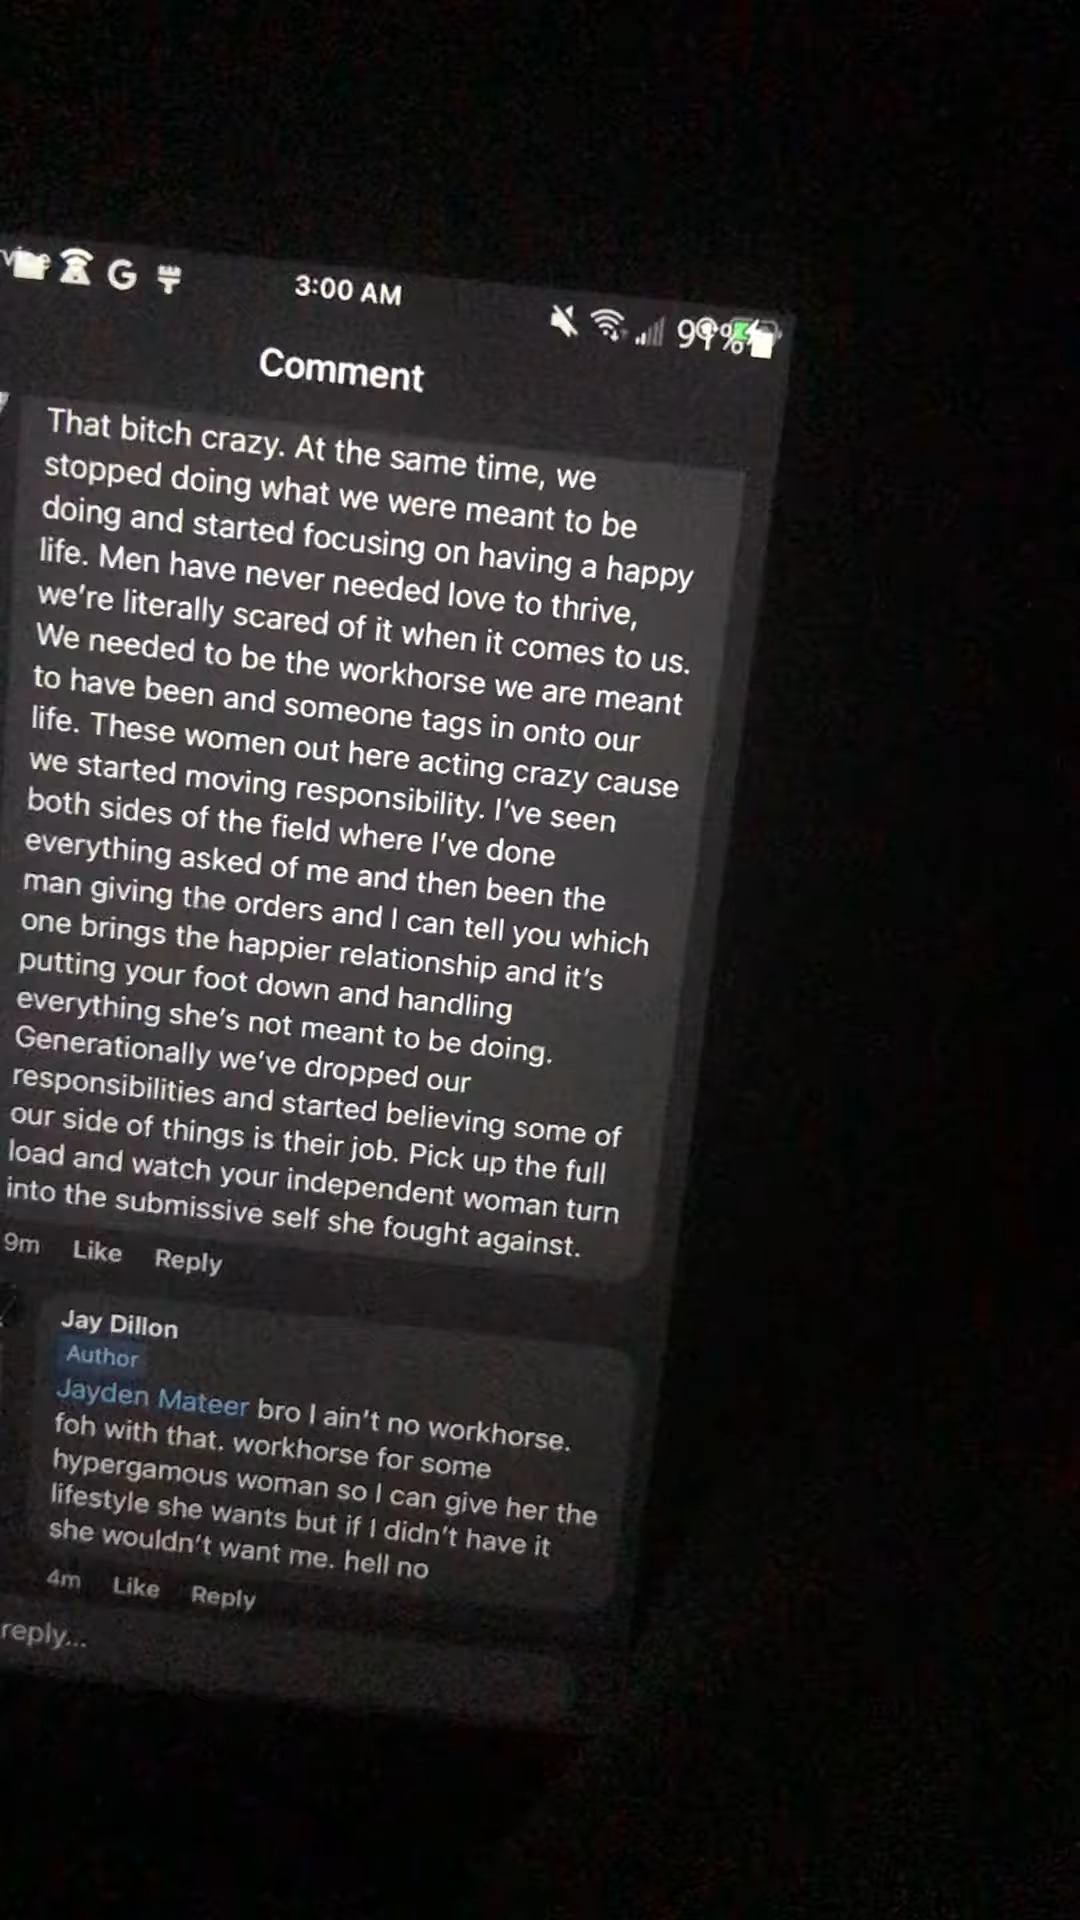 3:00 AM
99%
Comment
That bitch crazy. At the same time, we
stopped doing what we were meant to be
doing and started focusing on having a happy
life. Men have never needed love to thrive,
we're literally scared of it when it comes to us.
We needed to be the workhorse we are meant
to have been and someone tags in onto our
life. These women out here acting crazy cause
we started moving responsibility. I've seen
both sides of the field where I've done
everything asked of me and then been the
man giving the orders and I can tell you which
one brings the happier relationship and it's
putting your foot down and handling
everything she's not meant to be doing.
Generationally we've dropped our
responsibilities and started believing some of
our side of things is their job. Pick up the full
load and watch your independent woman turn
into the submissive self she fought against.
9m Like Reply
Jay Dillon
Author
Jayden Mateer bro I ain't no workhorse.
foh with that. workhorse for some
hypergamous woman so I can give her the
lifestyle she wants but if I didn't have it
she wouldn't want me. hell no
4m Like Reply
reply...